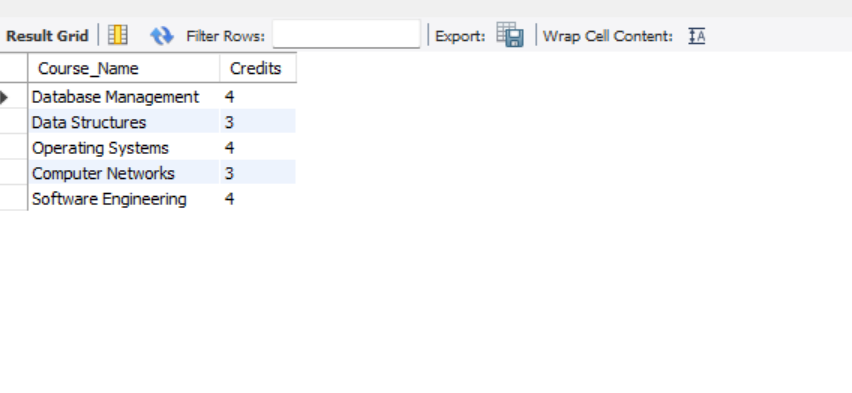 Result Grid Filter Rows: Export: Wrap Cell Content: IA
Course_Name Credits
Database Management 4
Data Structures 3
Operating Systems 4
Computer Networks 3
Software Engineering 4